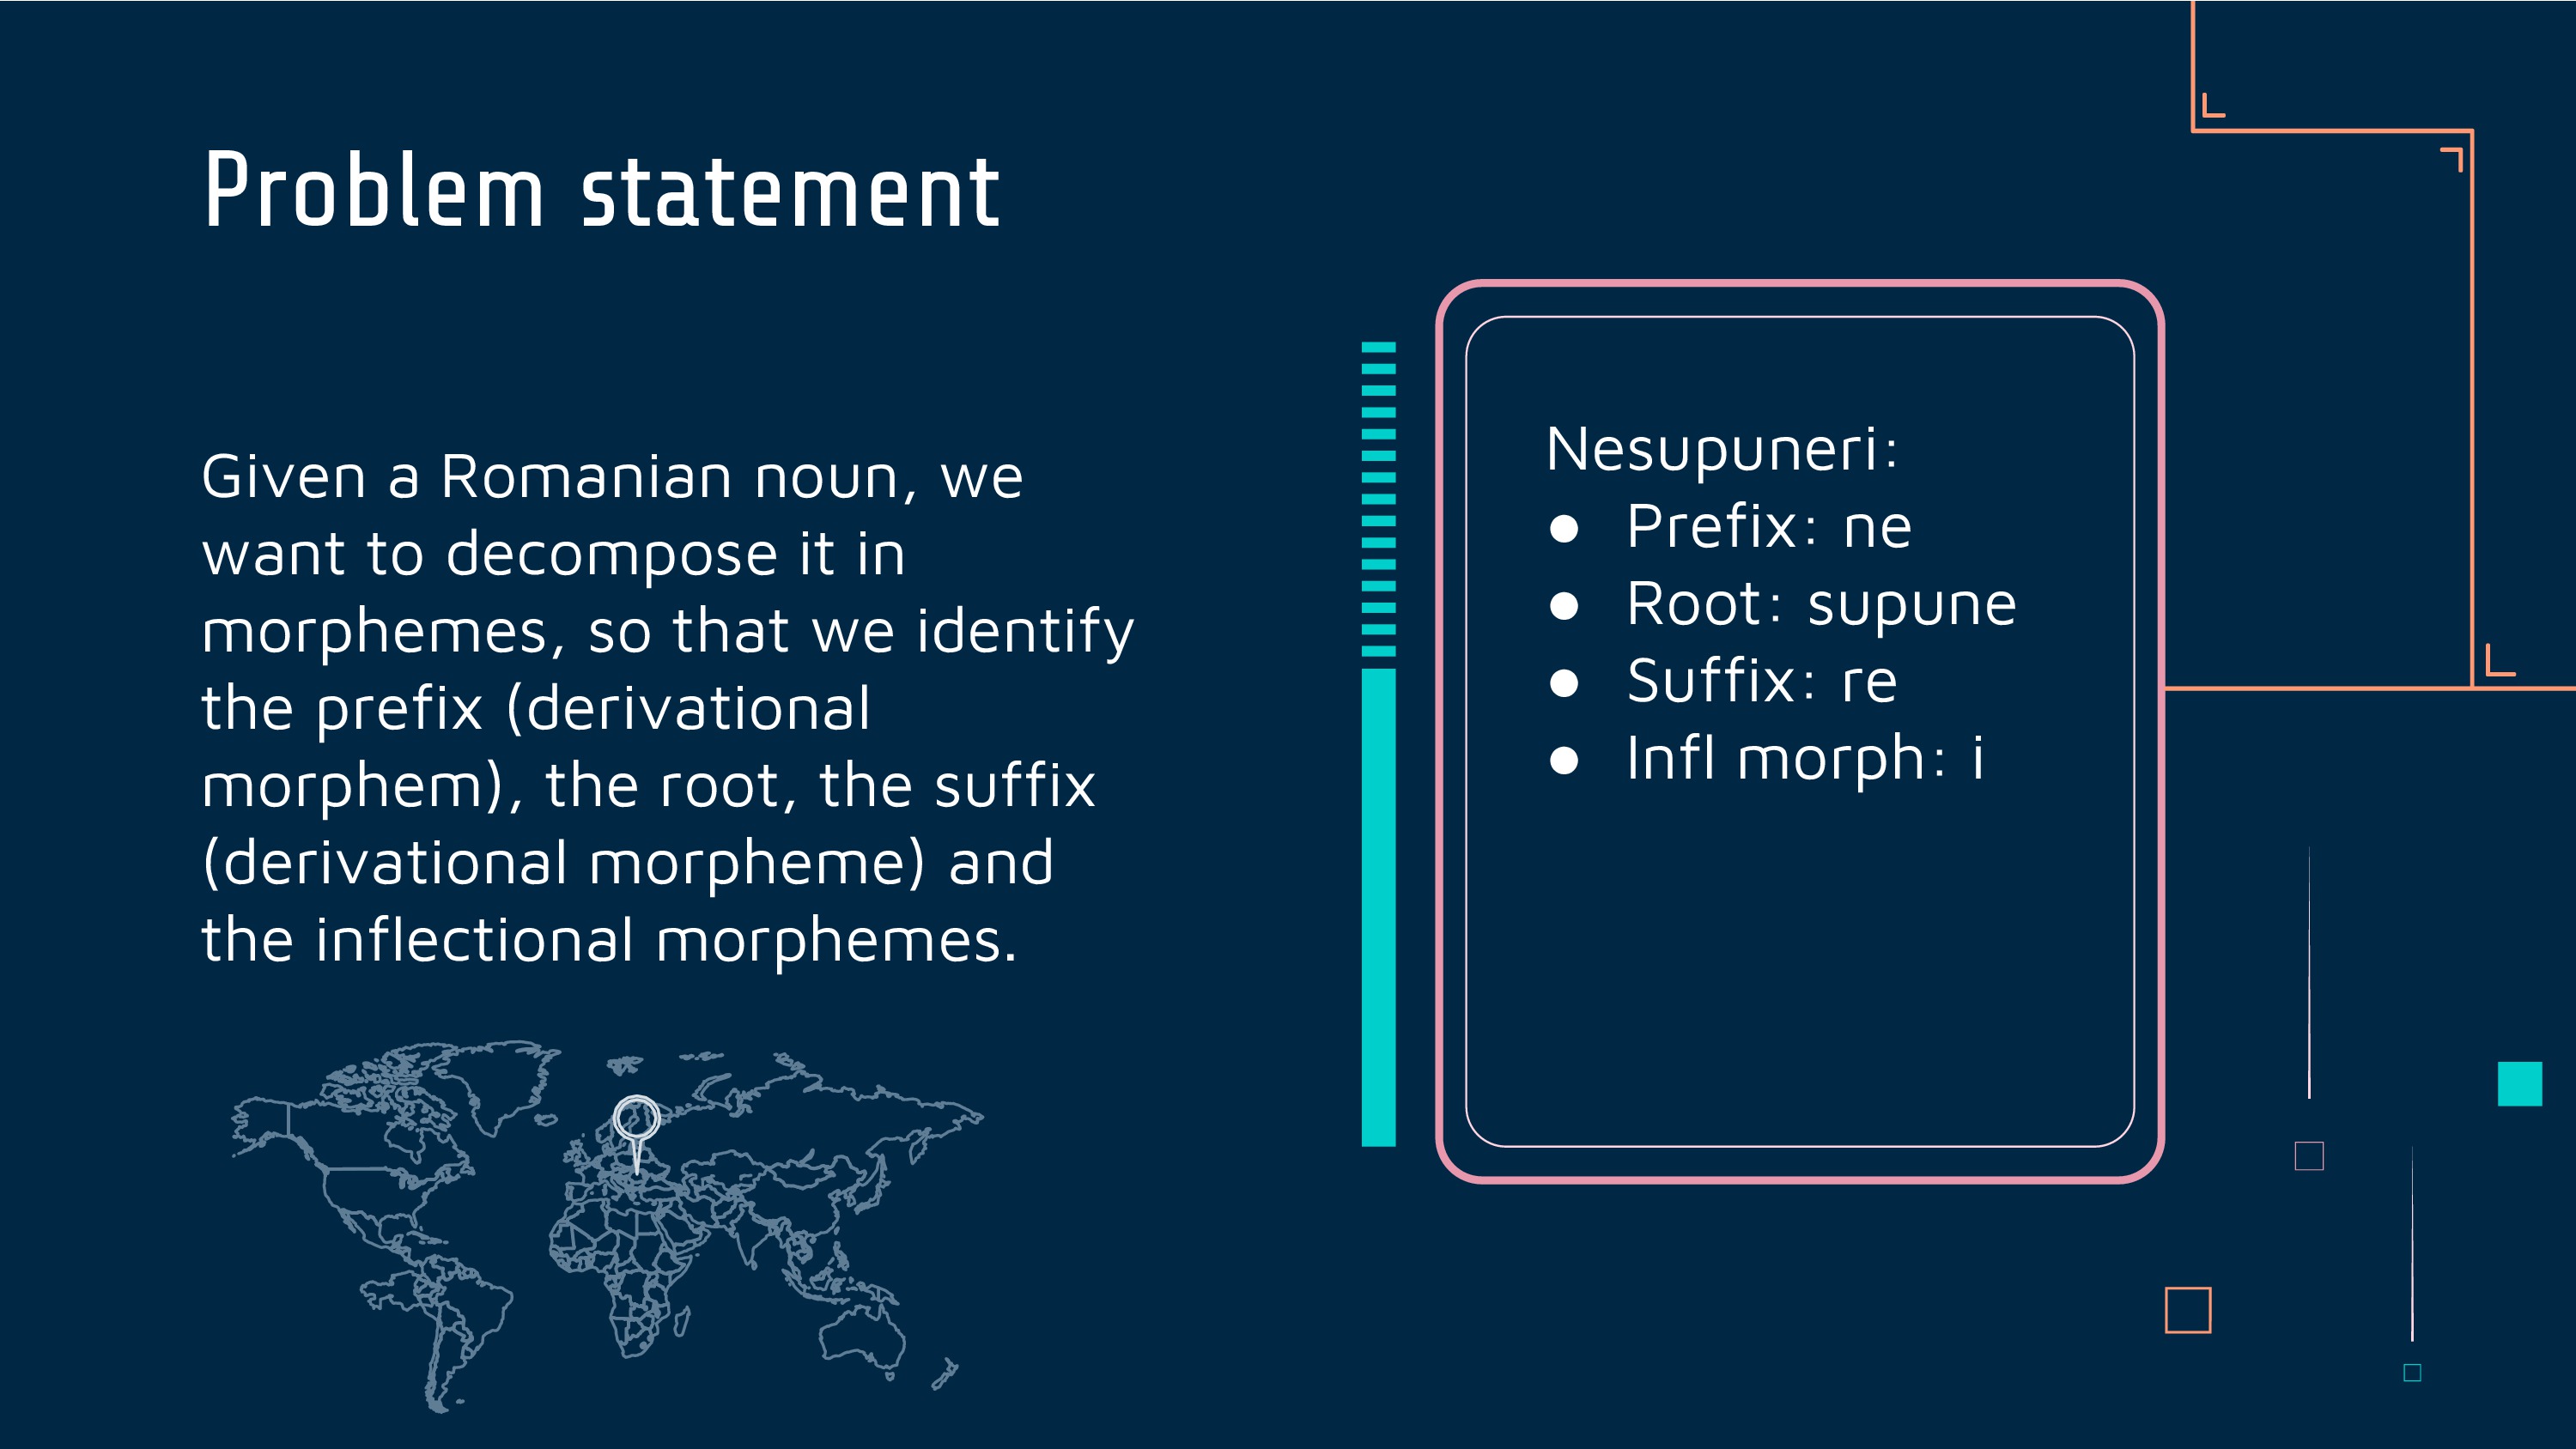 Problem statement
Given a Romanian noun, we
want to decompose it in
morphemes, so that we identify
the prefix (derivational
morphem), the root, the suffix
(derivational morpheme) and
the inflectional morphemes.
Nesupuneri:
● Prefix: ne
● Root: supune
● Suffix: re
● Infl morph: i